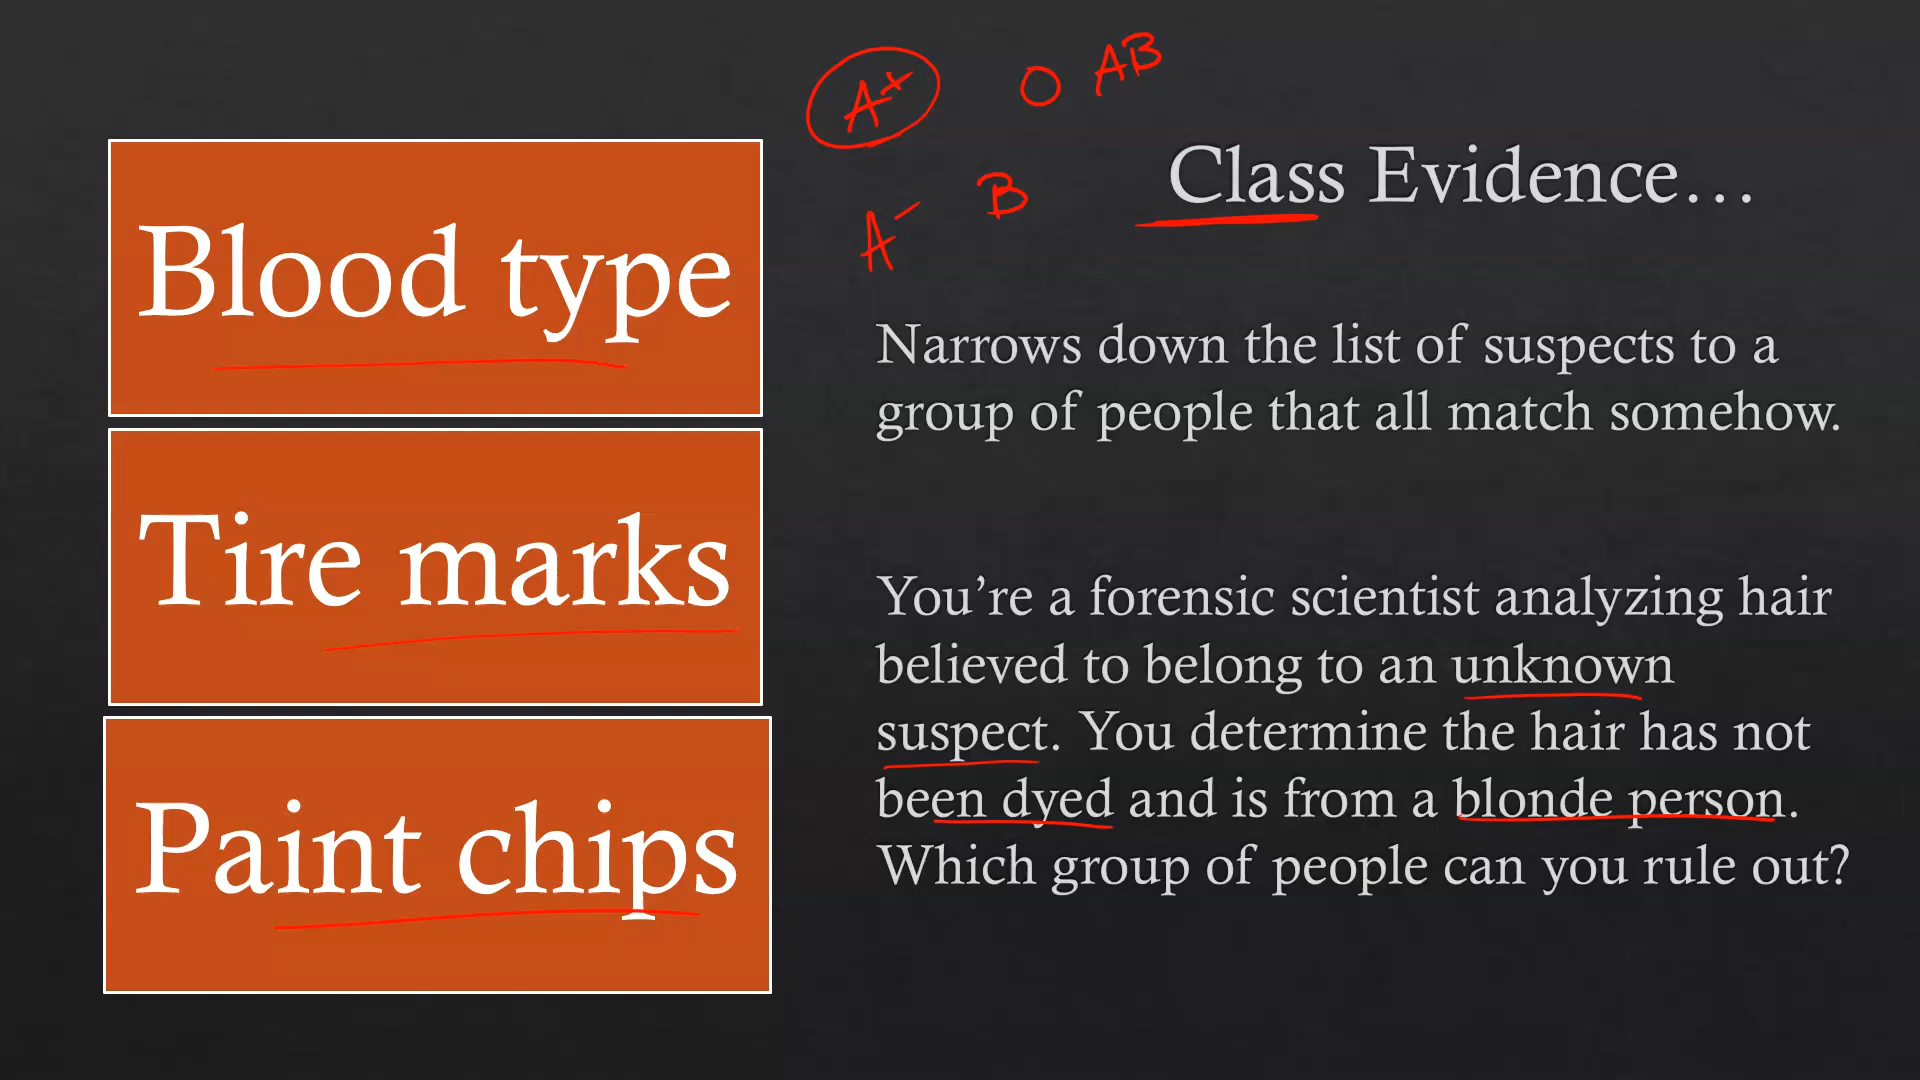 A+ O AB
A- B
Class Evidence...
Blood type
Tire marks
Paint chips
Narrows down the list of suspects to a
group of people that all match somehow.
You're a forensic scientist analyzing hair
believed to belong to an unknown
suspect. You determine the hair has not
been dyed and is from a blonde person.
Which group of people can you rule out?